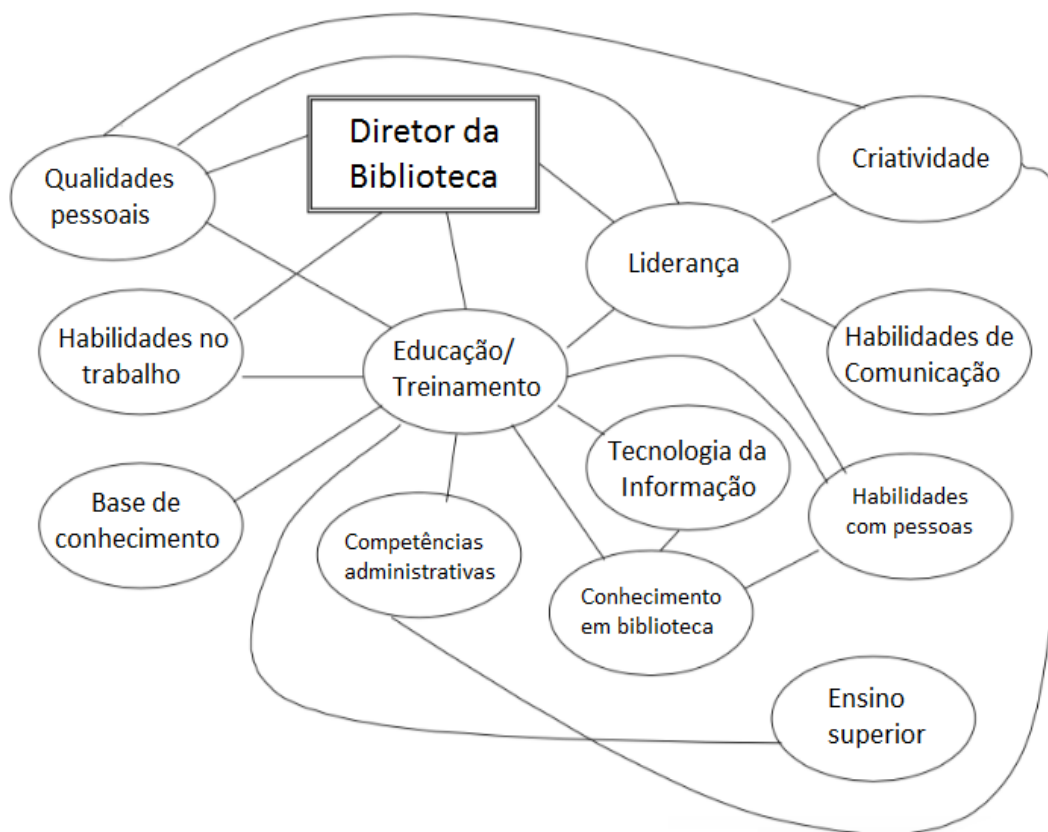 Diretor da
Biblioteca
Criatividade
Qualidades
pessoais
Liderança
Habilidades no
trabalho
Educação/
Treinamento
Habilidades de
Comunicação
Tecnologia da
Informação
Base de
conhecimento
Habilidades
com pessoas
Competências
administrativas
Conhecimento
em biblioteca
Ensino
superior